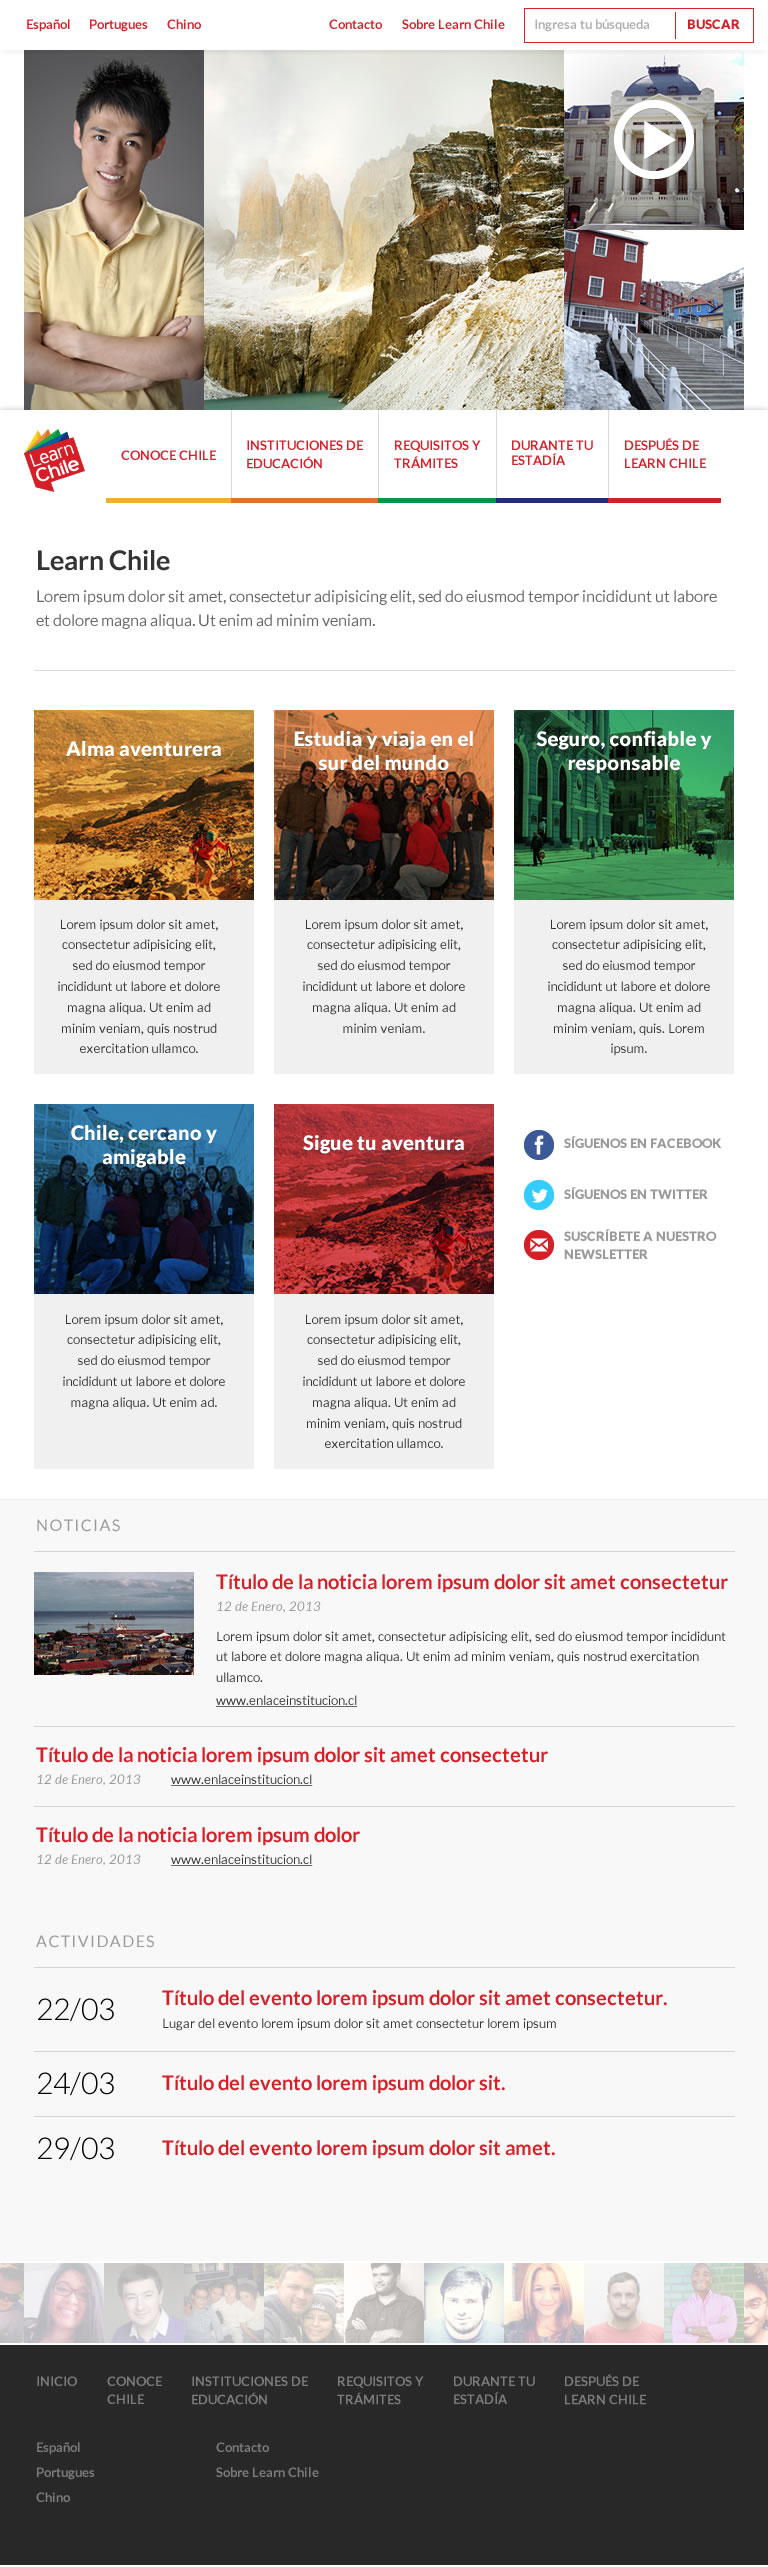 Español Portugues Chino Contacto Sobre Learn Chile Ingresa tu búsqueda BUSCAR
Learn
Chile
CONOCE CHILE
INSTITUCIONES DE
EDUCACIÓN
REQUISITOS Y
TRÁMITES
DURANTE TU
ESTADÍA
DESPUÉS DE
LEARN CHILE
Learn Chile
Lorem ipsum dolor sit amet, consectetur adipisicing elit, sed do eiusmod tempor incididunt ut labore
et dolore magna aliqua. Ut enim ad minim veniam.
Alma aventurera
Lorem ipsum dolor sit amet,
consectetur adipisicing elit,
sed do eiusmod tempor
incididunt ut labore et dolore
magna aliqua. Ut enim ad
minim veniam, quis nostrud
exercitation ullamco.
Estudia y viaja en el
sur del mundo
Lorem ipsum dolor sit amet,
consectetur adipisicing elit,
sed do eiusmod tempor
incididunt ut labore et dolore
magna aliqua. Ut enim ad
minim veniam.
Seguro, confiable y
responsable
Lorem ipsum dolor sit amet,
consectetur adipisicing elit,
sed do eiusmod tempor
incididunt ut labore et dolore
magna aliqua. Ut enim ad
minim veniam, quis. Lorem
ipsum.
Chile, cercano y
amigable
Lorem ipsum dolor sit amet,
consectetur adipisicing elit,
sed do eiusmod tempor
incididunt ut labore et dolore
magna aliqua. Ut enim ad.
Sigue tu aventura
Lorem ipsum dolor sit amet,
consectetur adipisicing elit,
sed do eiusmod tempor
incididunt ut labore et dolore
magna aliqua. Ut enim ad
minim veniam, quis nostrud
exercitation ullamco.
SÍGUENOS EN FACEBOOK
SÍGUENOS EN TWITTER
SUSCRÍBETE A NUESTRO
NEWSLETTER
NOTICIAS
Título de la noticia lorem ipsum dolor sit amet consectetur
12 de Enero, 2013
Lorem ipsum dolor sit amet, consectetur adipisicing elit, sed do eiusmod tempor incididunt
ut labore et dolore magna aliqua. Ut enim ad minim veniam, quis nostrud exercitation
ullamco.
www.enlaceinstitucion.cl
Título de la noticia lorem ipsum dolor sit amet consectetur
12 de Enero, 2013 www.enlaceinstitucion.cl
Título de la noticia lorem ipsum dolor
12 de Enero, 2013 www.enlaceinstitucion.cl
ACTIVIDADES
22/03
Título del evento lorem ipsum dolor sit amet consectetur.
Lugar del evento lorem ipsum dolor sit amet consectetur lorem ipsum
24/03 Título del evento lorem ipsum dolor sit.
29/03 Título del evento lorem ipsum dolor sit amet.
INICIO
CONOCE
CHILE
INSTITUCIONES DE
EDUCACIÓN
REQUISITOS Y
TRÁMITES
DURANTE TU
ESTADÍA
DESPUÉS DE
LEARN CHILE
Español
Portugues
Chino
Contacto
Sobre Learn Chile